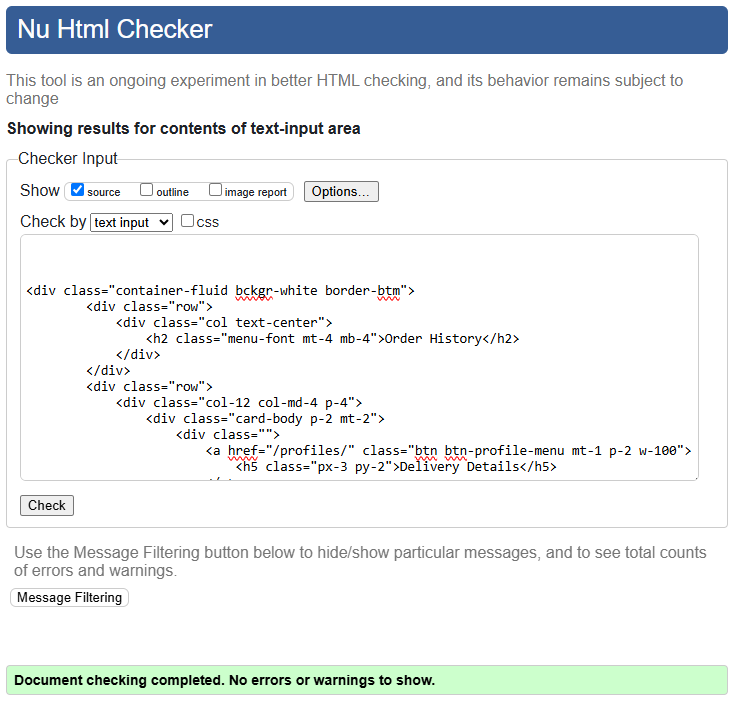 Nu Html Checker
This tool is an ongoing experiment in better HTML checking, and its behavior remains subject to
change
Showing results for contents of text-input area
Checker Input
Show source outline image report Options...
Check by text input css
<div class="container-fluid bckgr-white border-btm">
<div class="row">
<div class="col text-center">
<h2 class="menu-font mt-4 mb-4">Order History</h2>
</div>
</div>
<div class="row">
<div class="col-12 col-md-4 p-4">
<div class="card-body p-2 mt-2">
<div class="">
<a href="/profiles/" class="btn btn-profile-menu mt-1 p-2 w-100">
<h5 class="px-3 py-2">Delivery Details</h5>
Check
Use the Message Filtering button below to hide/show particular messages, and to see total counts
of errors and warnings.
Message Filtering
Document checking completed. No errors or warnings to show.